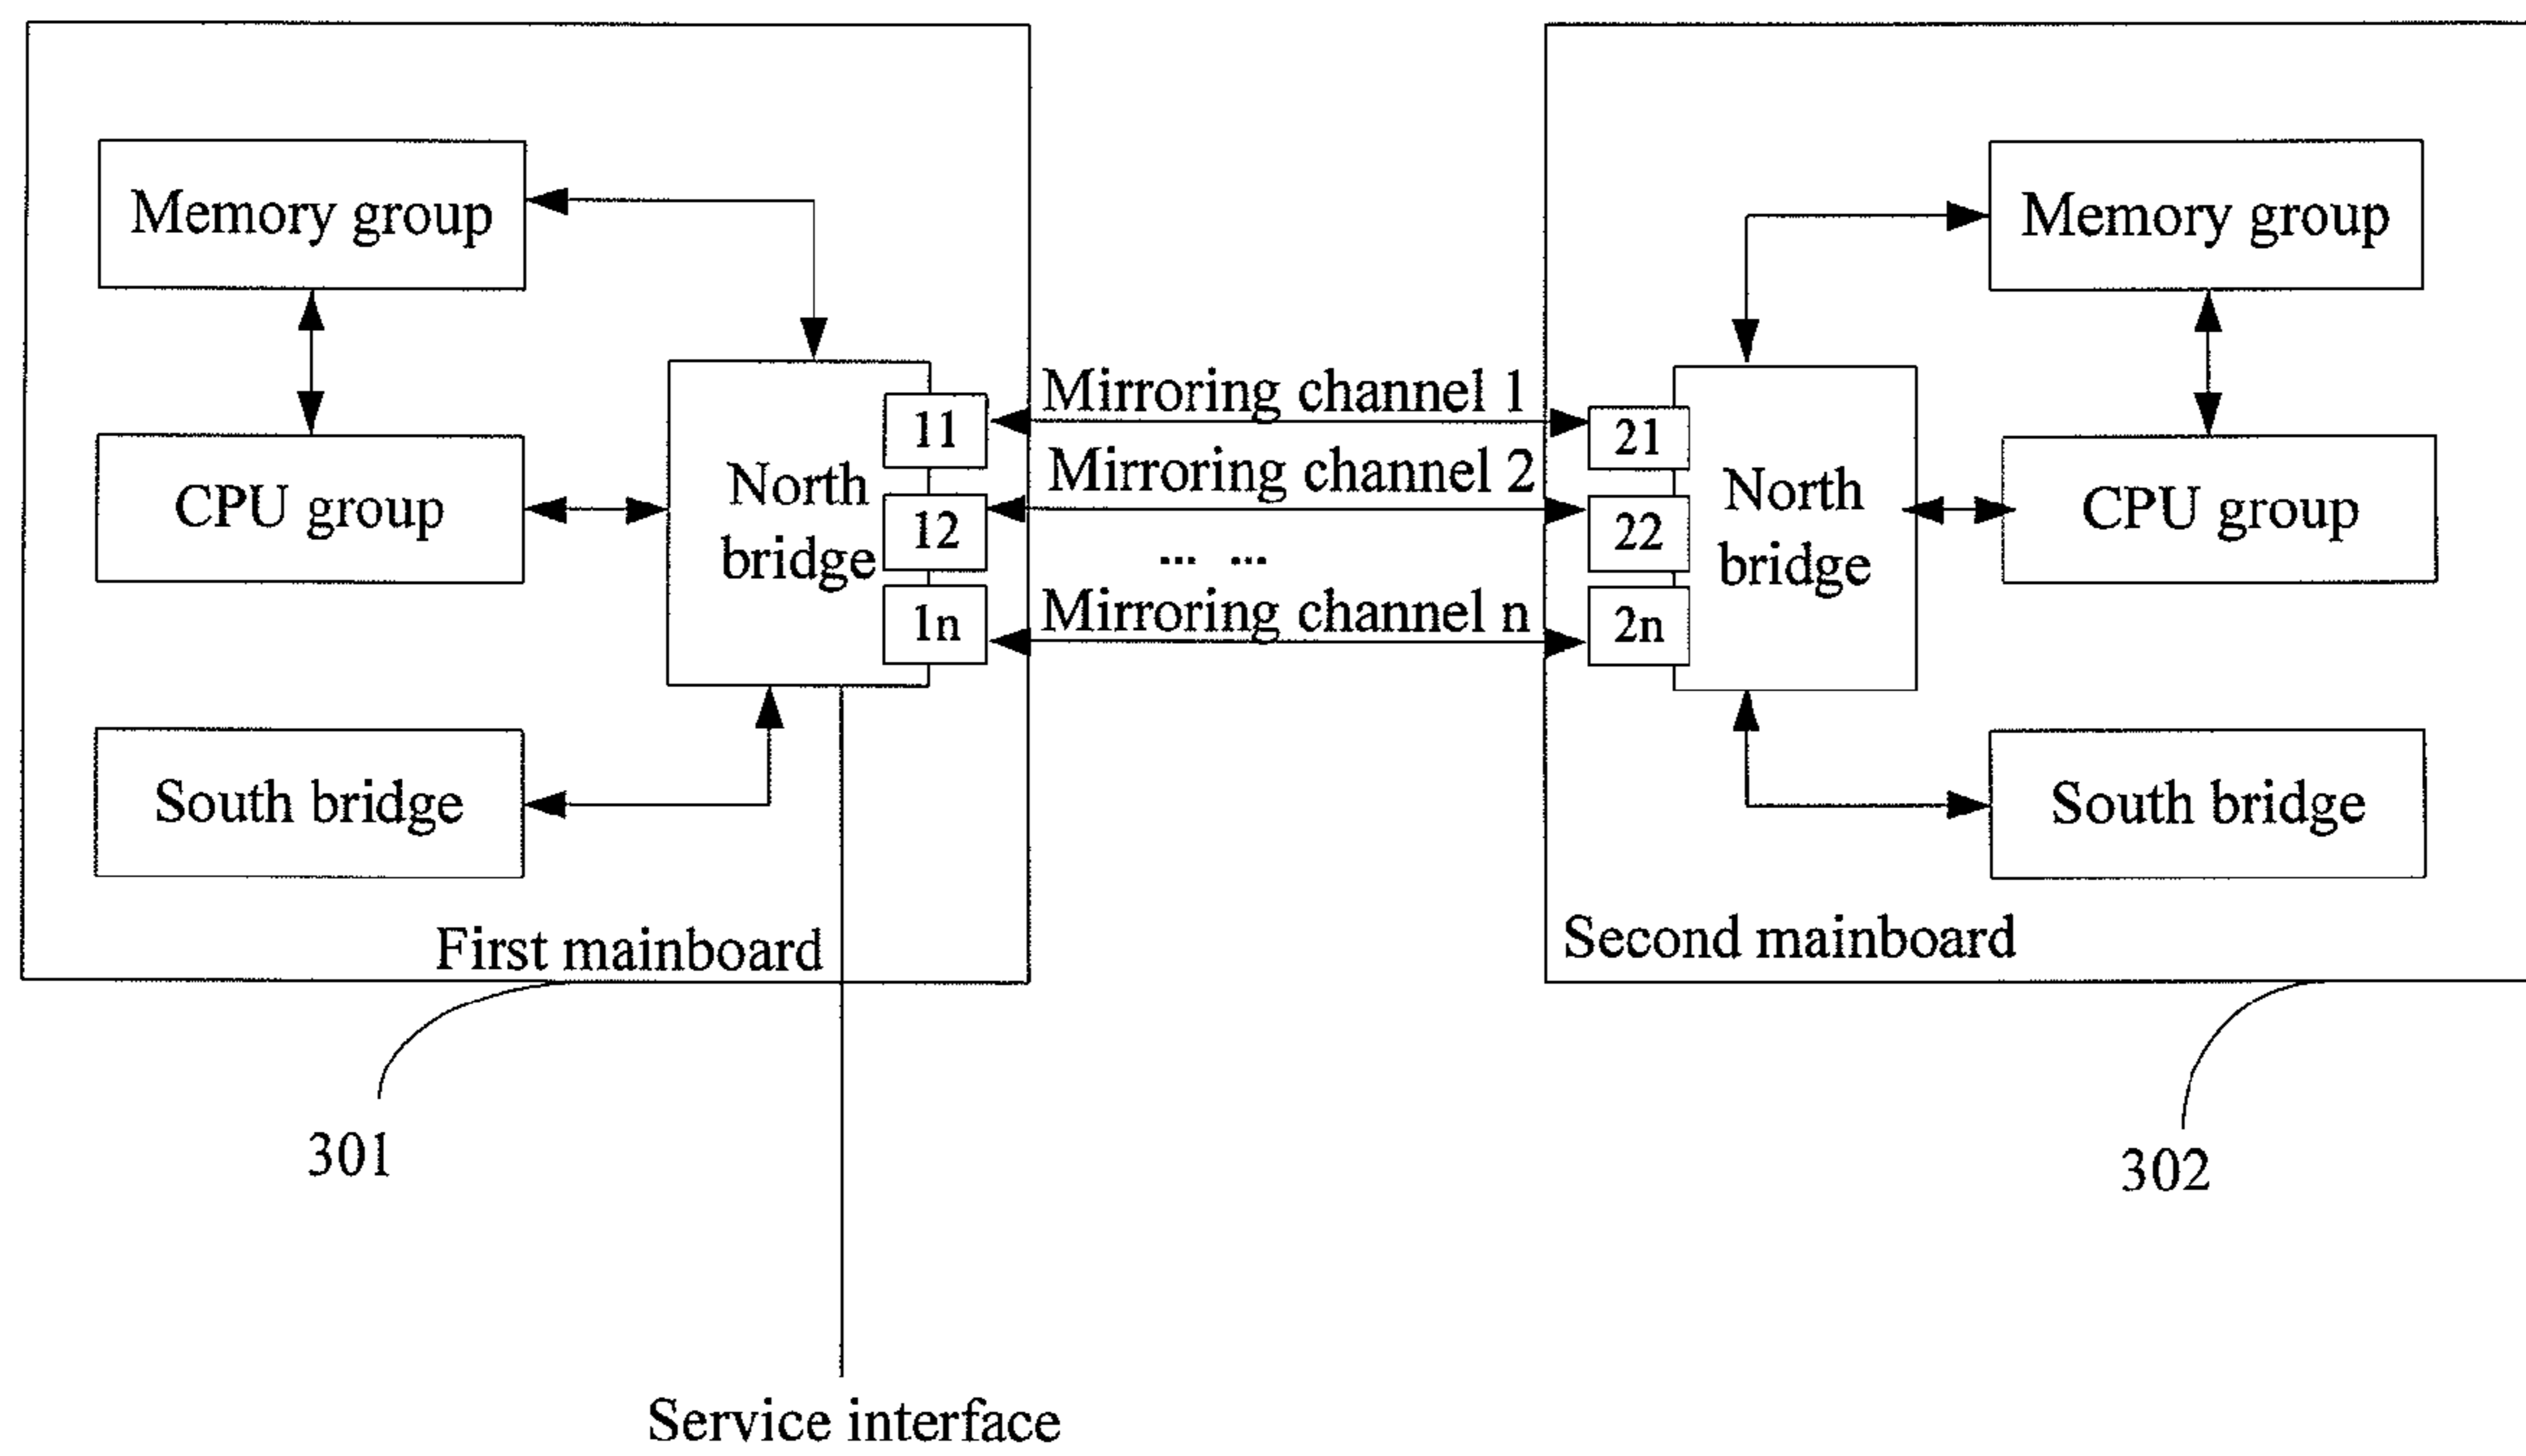 Memory group
CPU group
South bridge
North
bridge
11
12
1n
First mainboard
301
Service interface
Mirroring channel 1
Mirroring channel 2
... ...
Mirroring channel n
21
22
2n
North
bridge
Memory group
CPU group
South bridge
Second mainboard
302